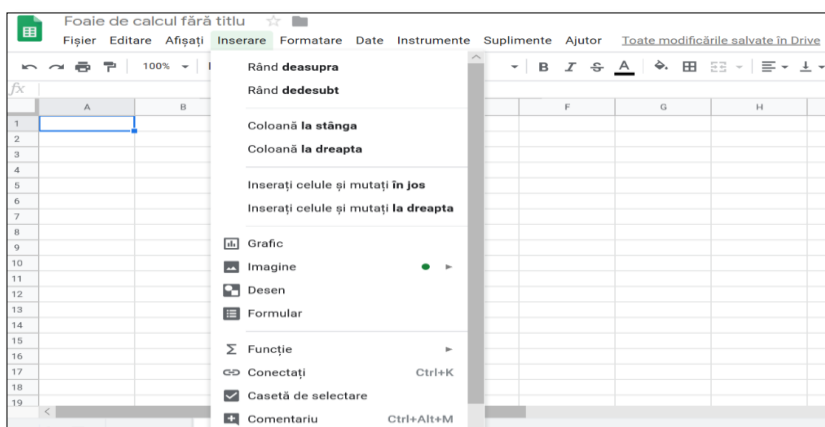 Foaie de calcul fără titlu
Fișier Editare Afișați Inserare Formatare Date Instrumente Suplimente Ajutor Toate modificările salvate în Drive
100% B I S A
fx
A B F G H
Rând deasupra
Rând dedesubt
Coloană la stânga
Coloană la dreapta
Inserați celule și mutați în jos
Inserați celule și mutați la dreapta
Grafic
Imagine
Desen
Formular
Σ Funcție
Conectați Ctrl+K
Casetă de selectare
Comentariu Ctrl+Alt+M
1
2
3
4
5
6
7
8
9
10
11
12
13
14
15
16
17
18
19